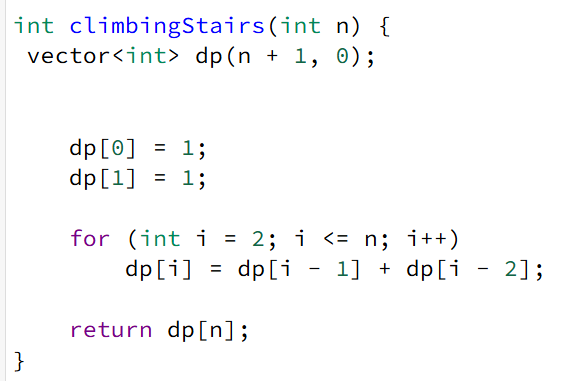 int climbingStairs(int n) {
 vector<int> dp(n + 1, 0);
    dp[0] = 1;
    dp[1] = 1;
    for (int i = 2; i <= n; i++)
        dp[i] = dp[i - 1] + dp[i - 2];
    return dp[n];
}